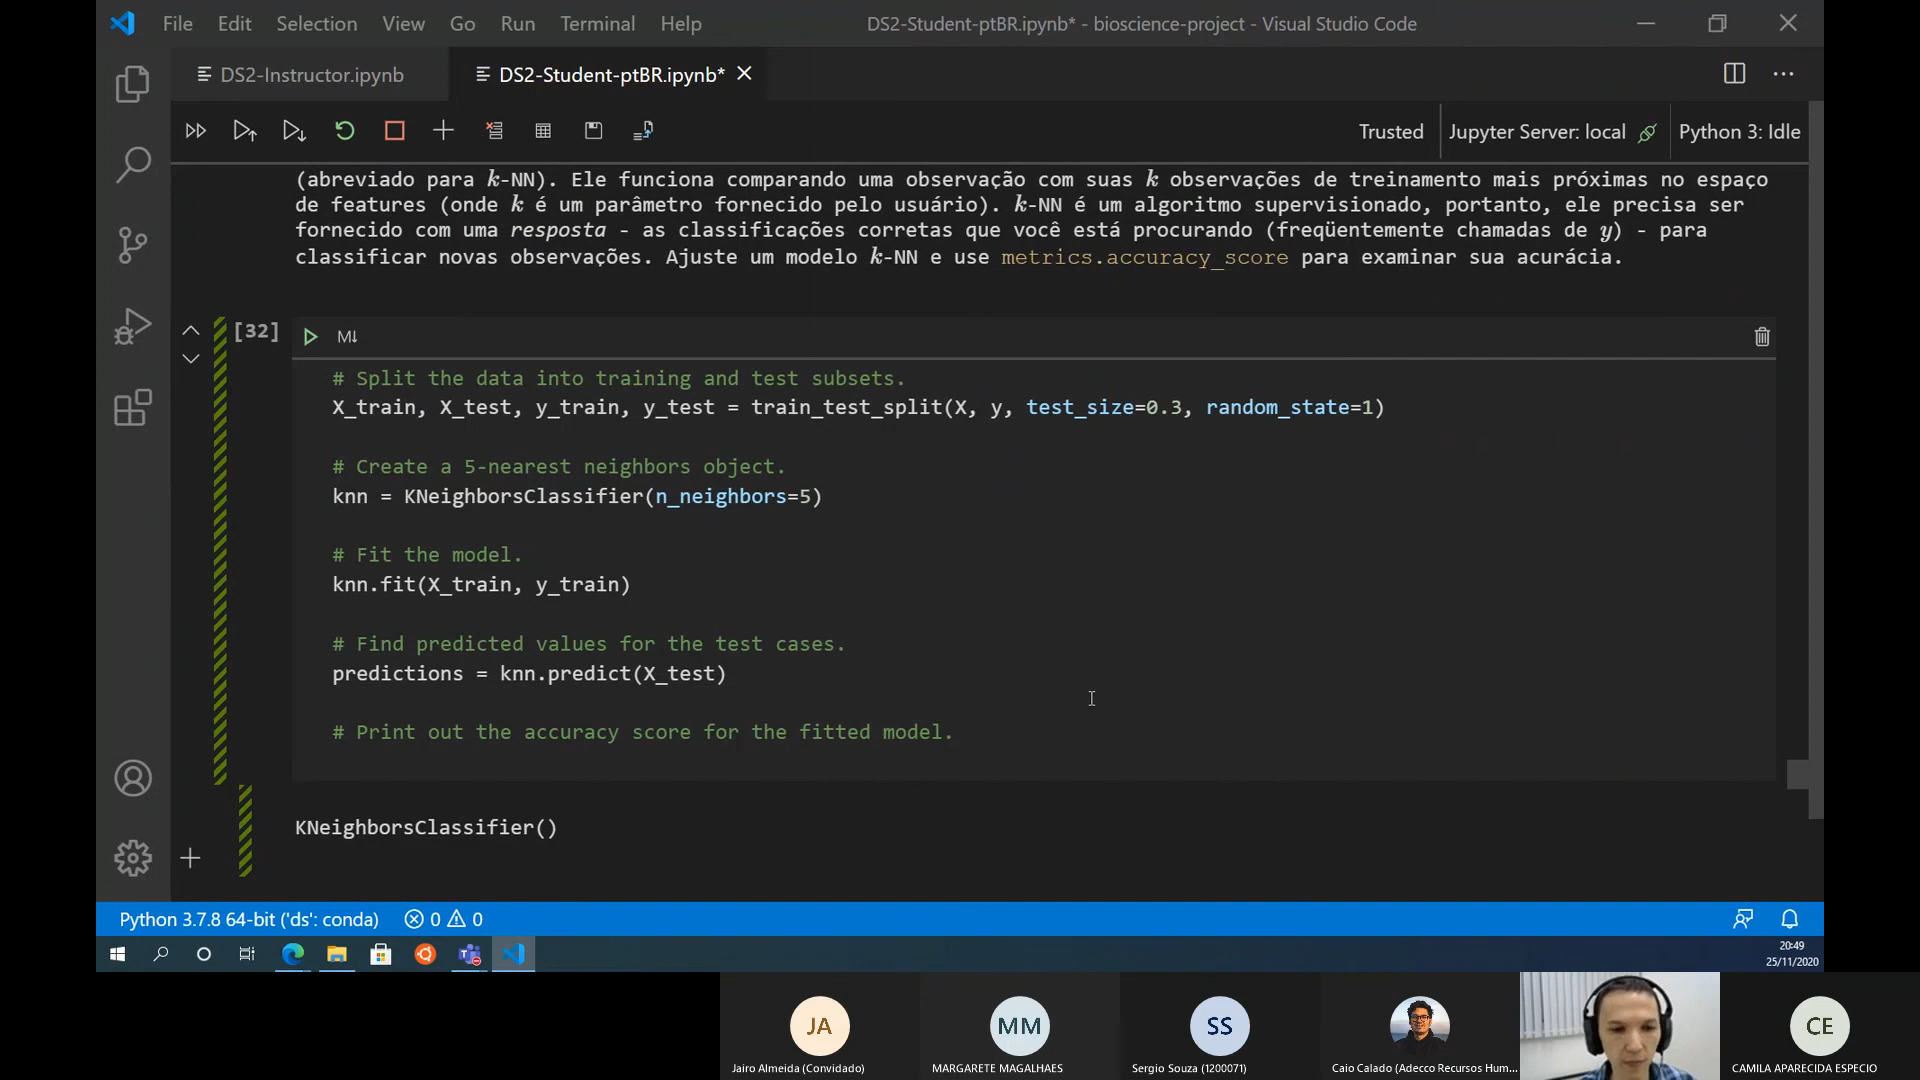 File Edit Selection View Go Run Terminal Help DS2-Student-ptBR.ipynb* - bioscience-project - Visual Studio Code
DS2-Instructor.ipynb DS2-Student-ptBR.ipynb*
Trusted Jupyter Server: local Python 3: Idle
(abreviado para k-NN). Ele funciona comparando uma observação com suas k observações de treinamento mais próximas no espaço
de features (onde k é um parâmetro fornecido pelo usuário). k-NN é um algoritmo supervisionado, portanto, ele precisa ser
fornecido com uma resposta - as classificações corretas que você está procurando (freqüentemente chamadas de y) - para
classificar novas observações. Ajuste um modelo k-NN e use metrics.accuracy_score para examinar sua acurácia.
[32] M↓
# Split the data into training and test subsets.
X_train, X_test, y_train, y_test = train_test_split(X, y, test_size=0.3, random_state=1)
# Create a 5-nearest neighbors object.
knn = KNeighborsClassifier(n_neighbors=5)
# Fit the model.
knn.fit(X_train, y_train)
# Find predicted values for the test cases.
predictions = knn.predict(X_test)
# Print out the accuracy score for the fitted model.
KNeighborsClassifier()
Python 3.7.8 64-bit ('ds': conda) 0 0
20:49
25/11/2020
JA MM SS CE
Jairo Almeida (Convidado) MARGARETE MAGALHAES Sergio Souza (1200071) Caio Calado (Adecco Recursos Hum... CAMILA APARECIDA ESPECIO